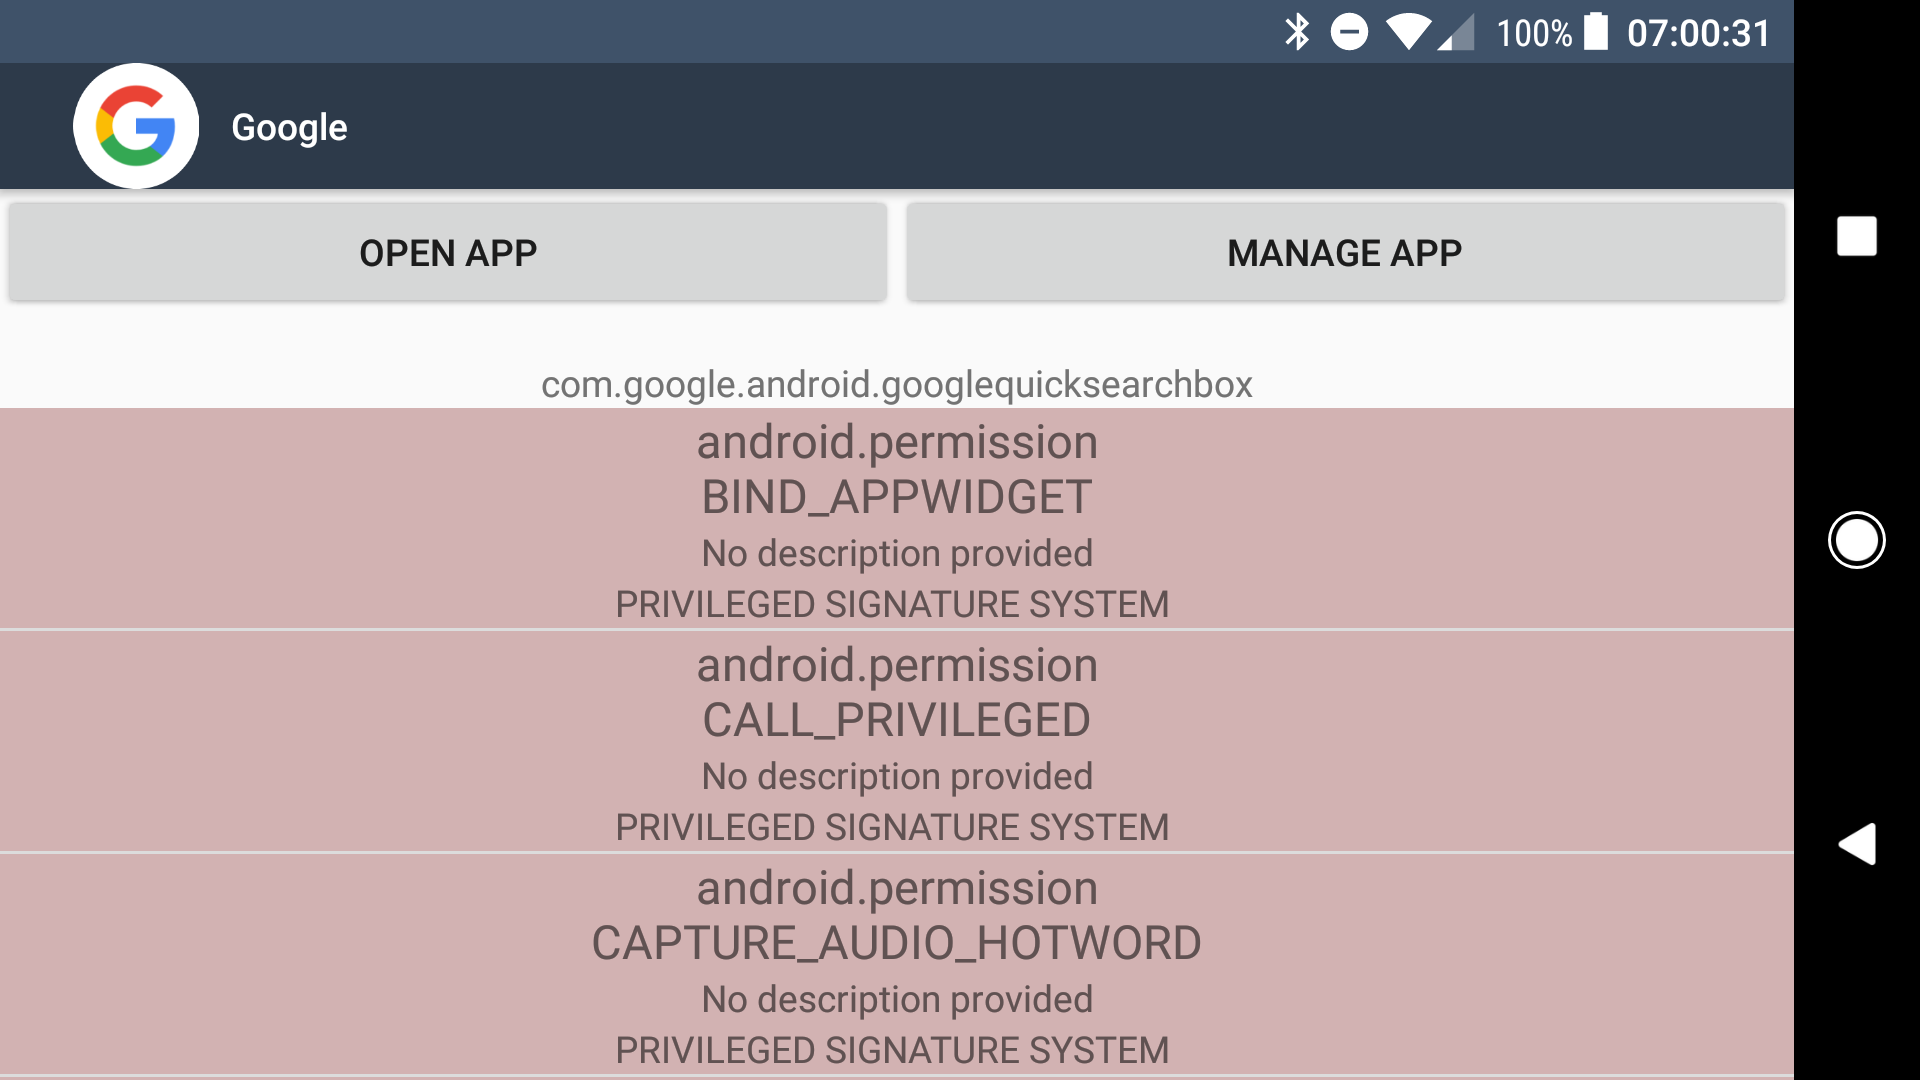 100% 07:00:31
Google
OPEN APP MANAGE APP
com.google.android.googlequicksearchbox
android.permission
BIND_APPWIDGET
No description provided
PRIVILEGED SIGNATURE SYSTEM
android.permission
CALL_PRIVILEGED
No description provided
PRIVILEGED SIGNATURE SYSTEM
android.permission
CAPTURE_AUDIO_HOTWORD
No description provided
PRIVILEGED SIGNATURE SYSTEM